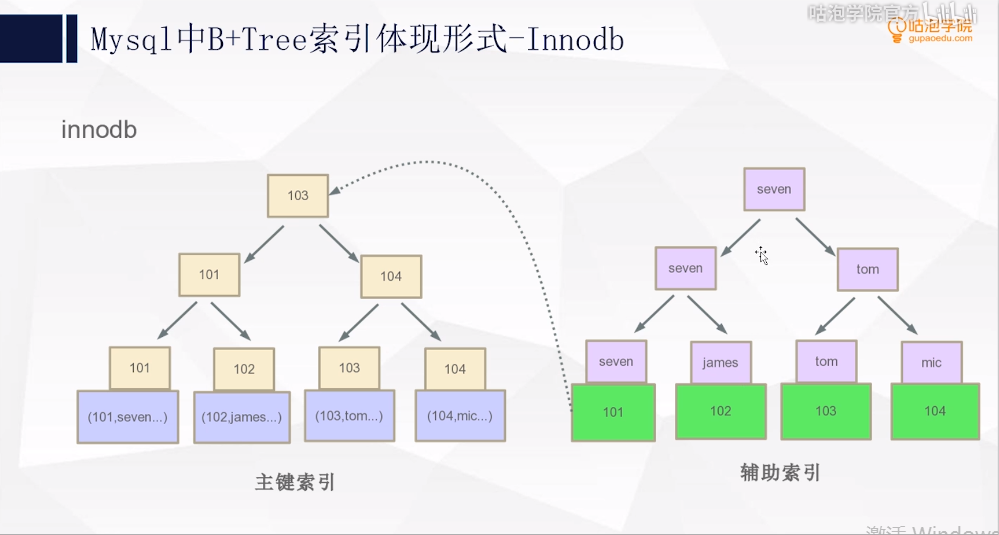 咕泡学院官方
Mysql中B+Tree索引体现形式-Innodb
咕泡学院
gupaoedu.com
innodb
103
101
104
101
102
103
104
(101,seven...)
(102,james...)
(103,tom...)
(104,mic...)
主键索引
seven
seven
tom
seven
james
tom
mic
101
102
103
104
辅助索引
激活 Windows